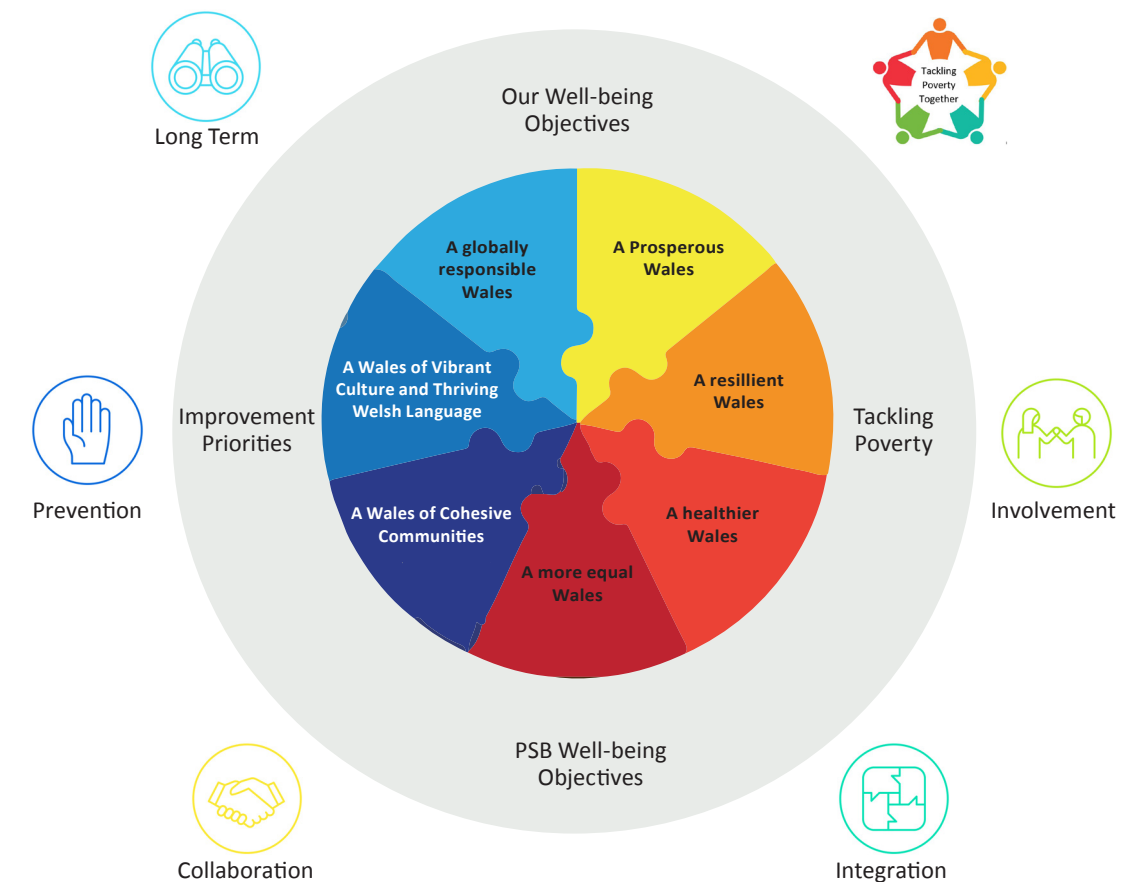 Long Term
Tackling
Poverty
Together
Our Well-being
Objectives
A globally
responsible
Wales
A Prosperous
Wales
A Wales of Vibrant
Culture and Thriving
Welsh Language
A resillient
Wales
Improvement
Priorities
Tackling
Poverty
Prevention
Involvement
A Wales of Cohesive
Communities
A healthier
Wales
A more equal
Wales
PSB Well-being
Objectives
Collaboration
Integration